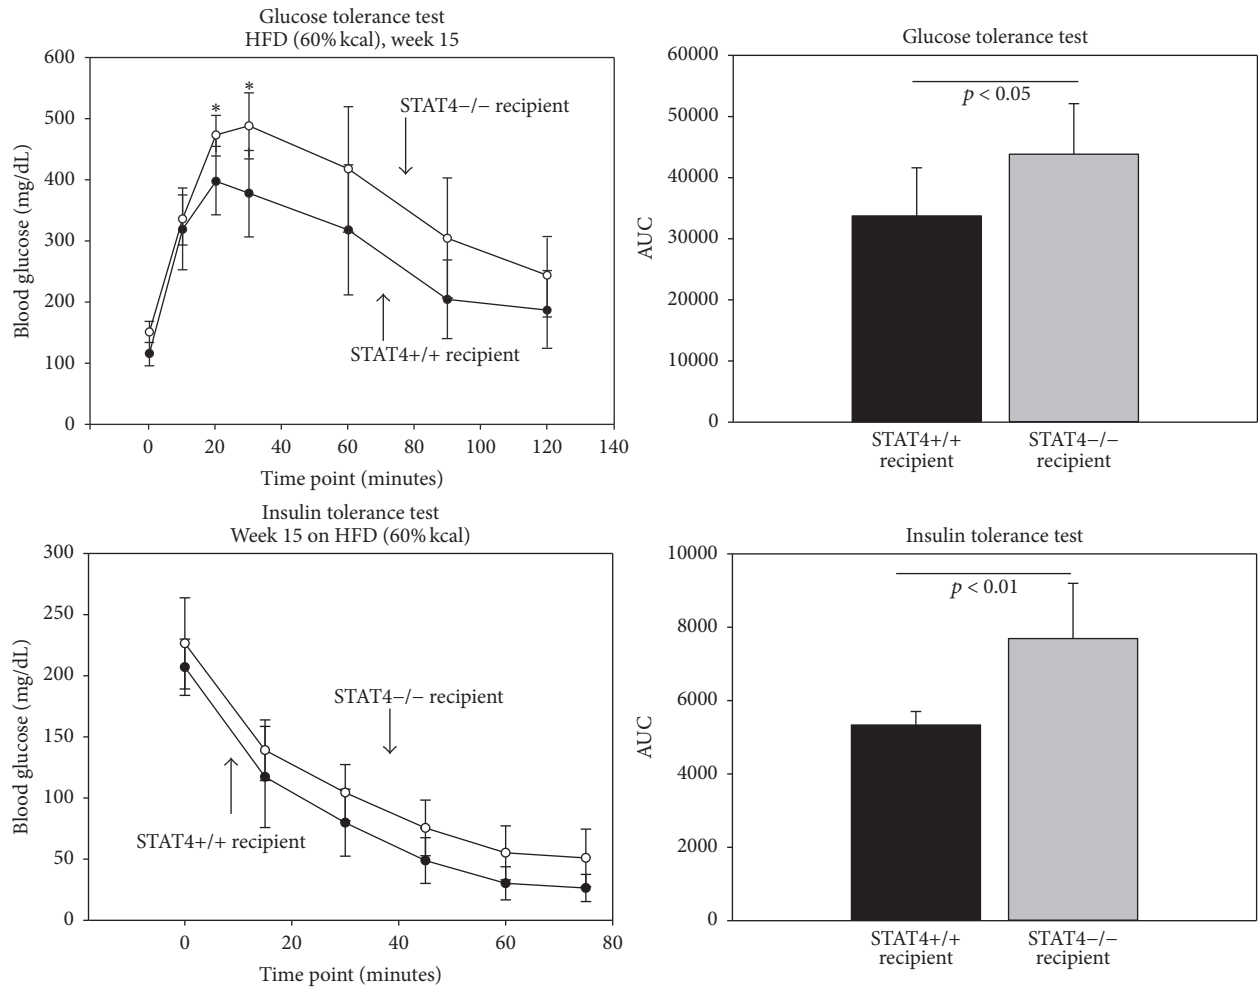 Glucose tolerance test
HFD (60% kcal), week 15
600
500
400
300
200
100
0
Blood glucose (mg/dL)
*
*
STAT4−/− recipient
STAT4+/+ recipient
0
20
40
60
80
100
120
140
Time point (minutes)
Glucose tolerance test
60000
50000
40000
30000
20000
10000
0
AUC
p < 0.05
STAT4+/+
recipient
STAT4−/−
recipient
Insulin tolerance test
Week 15 on HFD (60% kcal)
300
250
200
150
100
50
0
Blood glucose (mg/dL)
STAT4−/− recipient
STAT4+/+ recipient
0
20
40
60
80
Time point (minutes)
Insulin tolerance test
10000
8000
6000
4000
2000
0
AUC
p < 0.01
STAT4+/+
recipient
STAT4−/−
recipient